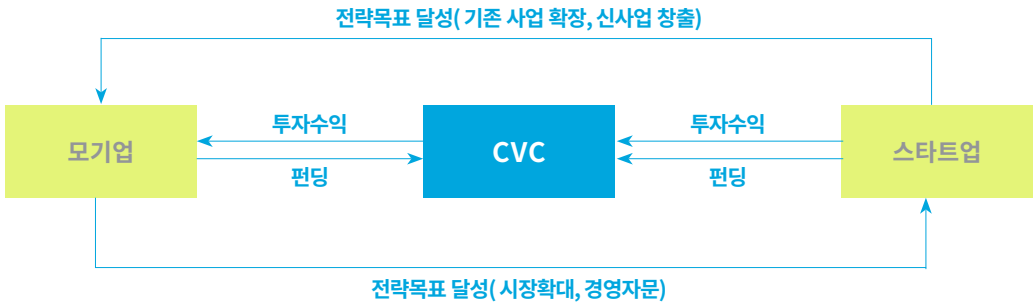 전략목표 달성( 기존 사업 확장, 신사업 창출)
투자수익
투자수익
모기업
CVC
스타트업
펀딩
펀딩
전략목표 달성( 시장확대, 경영자문)